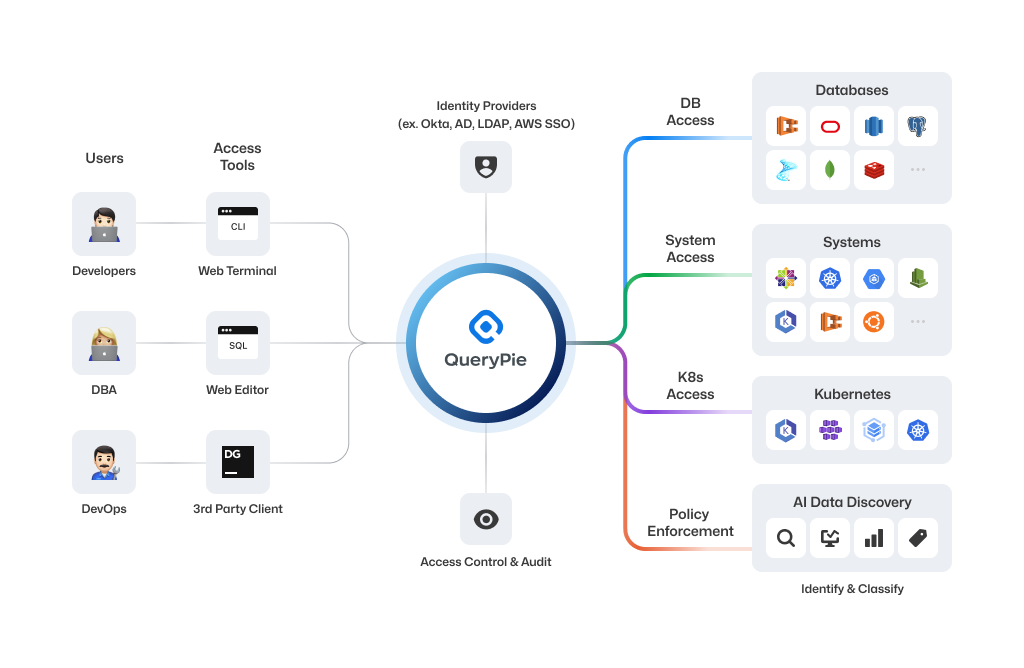 Users
Access
Tools
Developers
CLI
Web Terminal
DBA
SQL
Web Editor
DevOps
DG
3rd Party Client
Identity Providers
(ex. Okta, AD, LDAP, AWS SSO)
QueryPie
Access Control & Audit
DB
Access
System
Access
K8s
Access
Policy
Enforcement
Databases
Systems
K
Kubernetes
K
AI Data Discovery
Identify & Classify